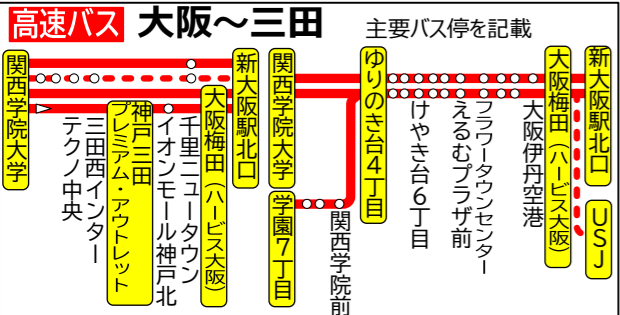 高速バス 大阪～三田 主要バス停を記載
関西学院大学
テクノ中央
三田西インター
神戸三田
プレミアム・アウトレット
イオンモール神戸北
千里ニュータウン
大阪梅田（ハービス大阪）
新大阪駅北口
関西学院大学
学園7丁目
関西学院前
ゆりのき台4丁目
けやき台6丁目
えるむプラザ前
フラワータウンセンター
大阪伊丹空港
大阪梅田（ハービス大阪）
新大阪駅北口
USJ